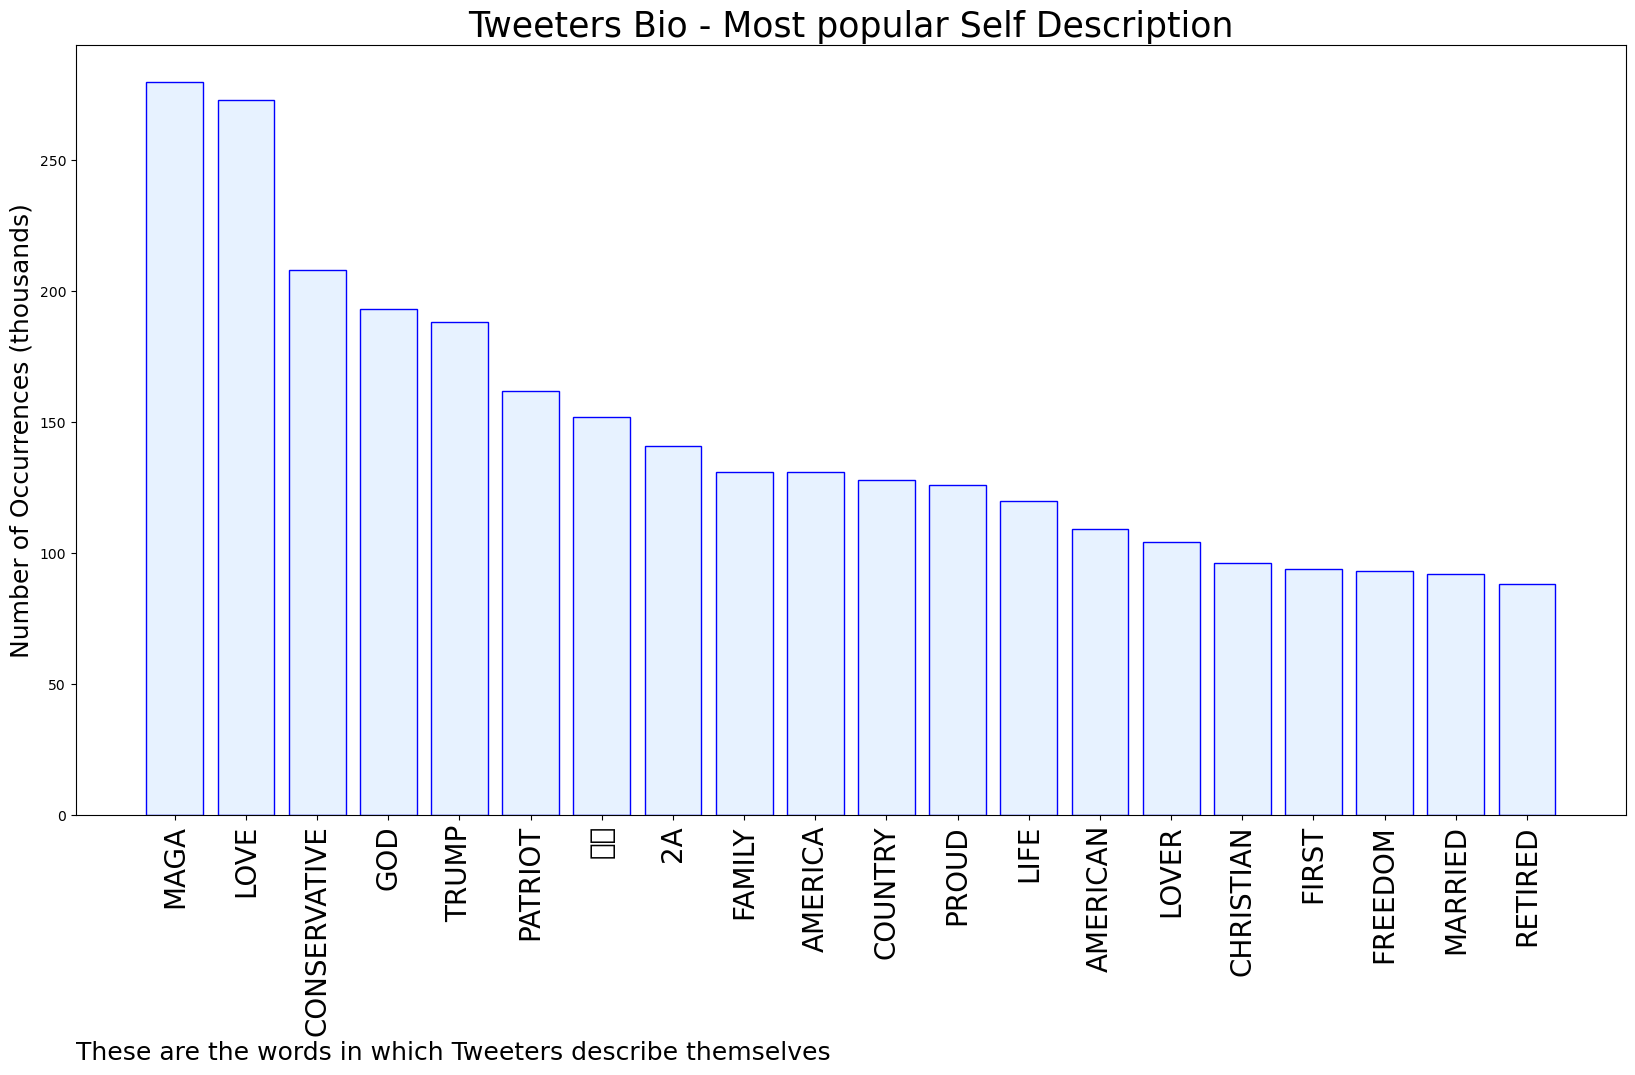 Tweeters Bio - Most popular Self Description
Number of Occurrences (thousands)
250
200
150
100
50
0
MAGA
LOVE
CONSERVATIVE
GOD
TRUMP
PATRIOT
2A
FAMILY
AMERICA
COUNTRY
PROUD
LIFE
AMERICAN
LOVER
CHRISTIAN
FIRST
FREEDOM
MARRIED
RETIRED
These are the words in which Tweeters describe themselves